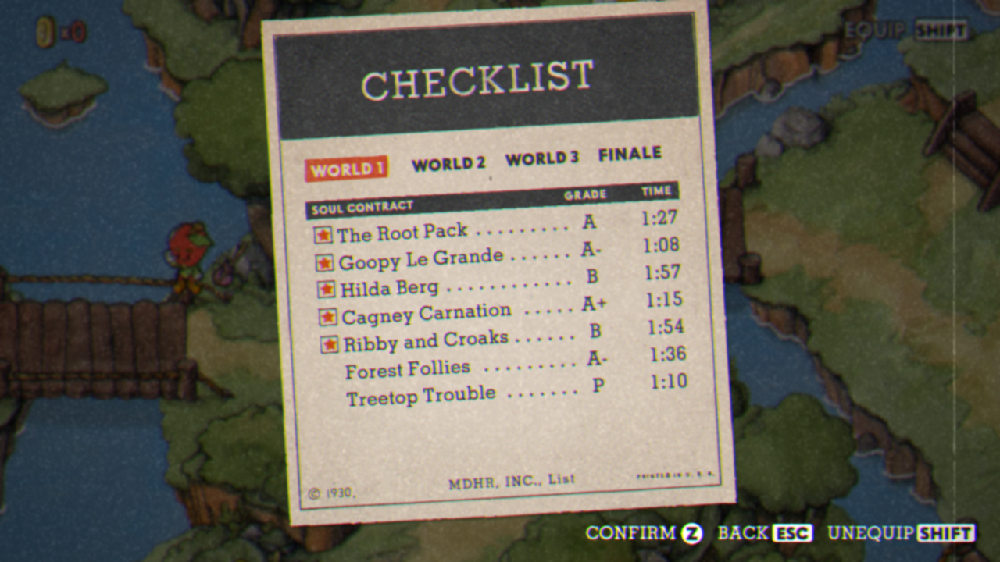 x0
EQUIP SHIFT
CHECKLIST
WORLD 1 WORLD 2 WORLD 3 FINALE
SOUL CONTRACT GRADE TIME
The Root Pack ......... A 1:27
Goopy Le Grande ...... A- 1:08
Hilda Berg ............ B 1:57
Cagney Carnation ..... A+ 1:15
Ribby and Croaks ...... B 1:54
Forest Follies ......... A- 1:36
Treetop Trouble ....... P 1:10
© 1930, MDHR, INC., List PRINTED IN U. S. A.
CONFIRM Z BACK ESC UNEQUIP SHIFT